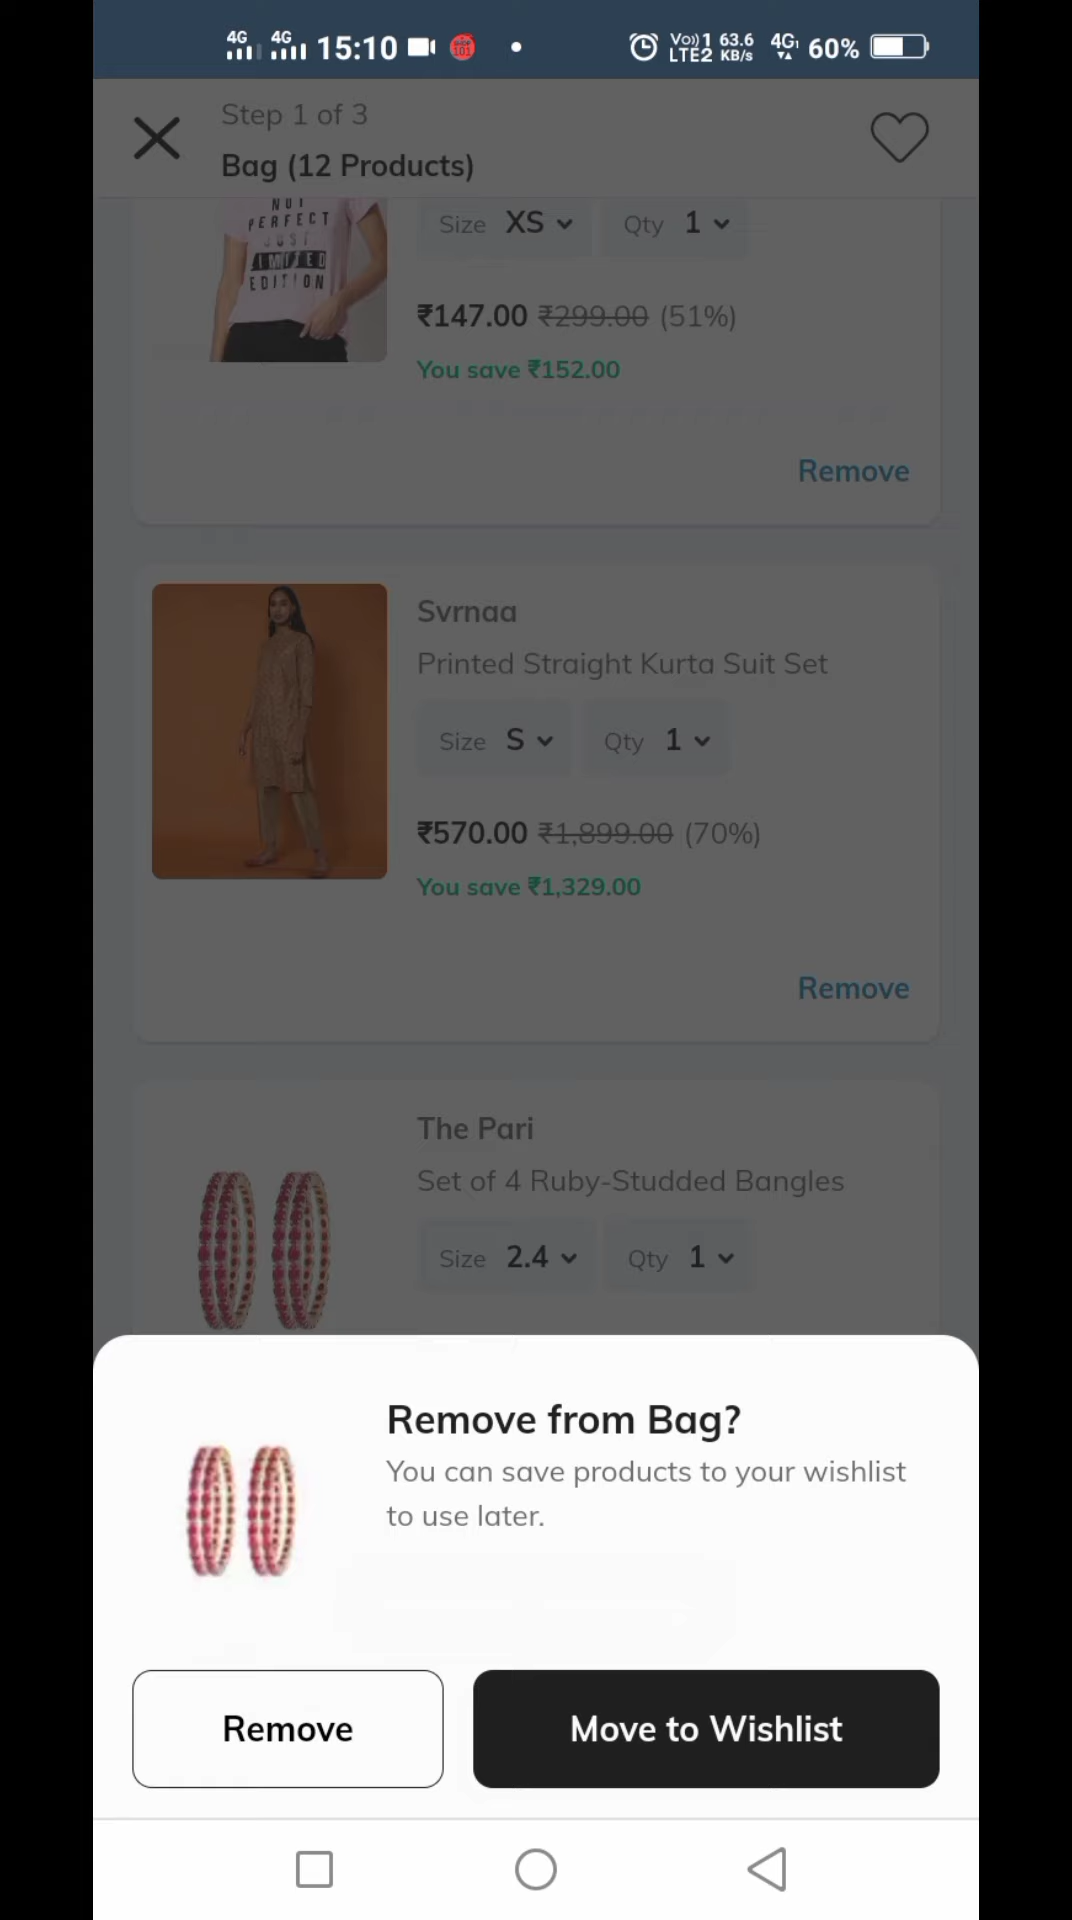 4G 4G 15:10 Vo)) 1 LTE2 63.6 KB/s 4G 60%
Step 1 of 3
Bag (12 Products)
NOT
PERFECT
JUST
LIMITED
EDITION
Size XS Qty 1
₹147.00 ₹299.00 (51%)
You save ₹152.00
Remove
Svrnaa
Printed Straight Kurta Suit Set
Size S Qty 1
₹570.00 ₹1,899.00 (70%)
You save ₹1,329.00
Remove
The Pari
Set of 4 Ruby-Studded Bangles
Size 2.4 Qty 1
Remove from Bag?
You can save products to your wishlist
to use later.
Remove
Move to Wishlist